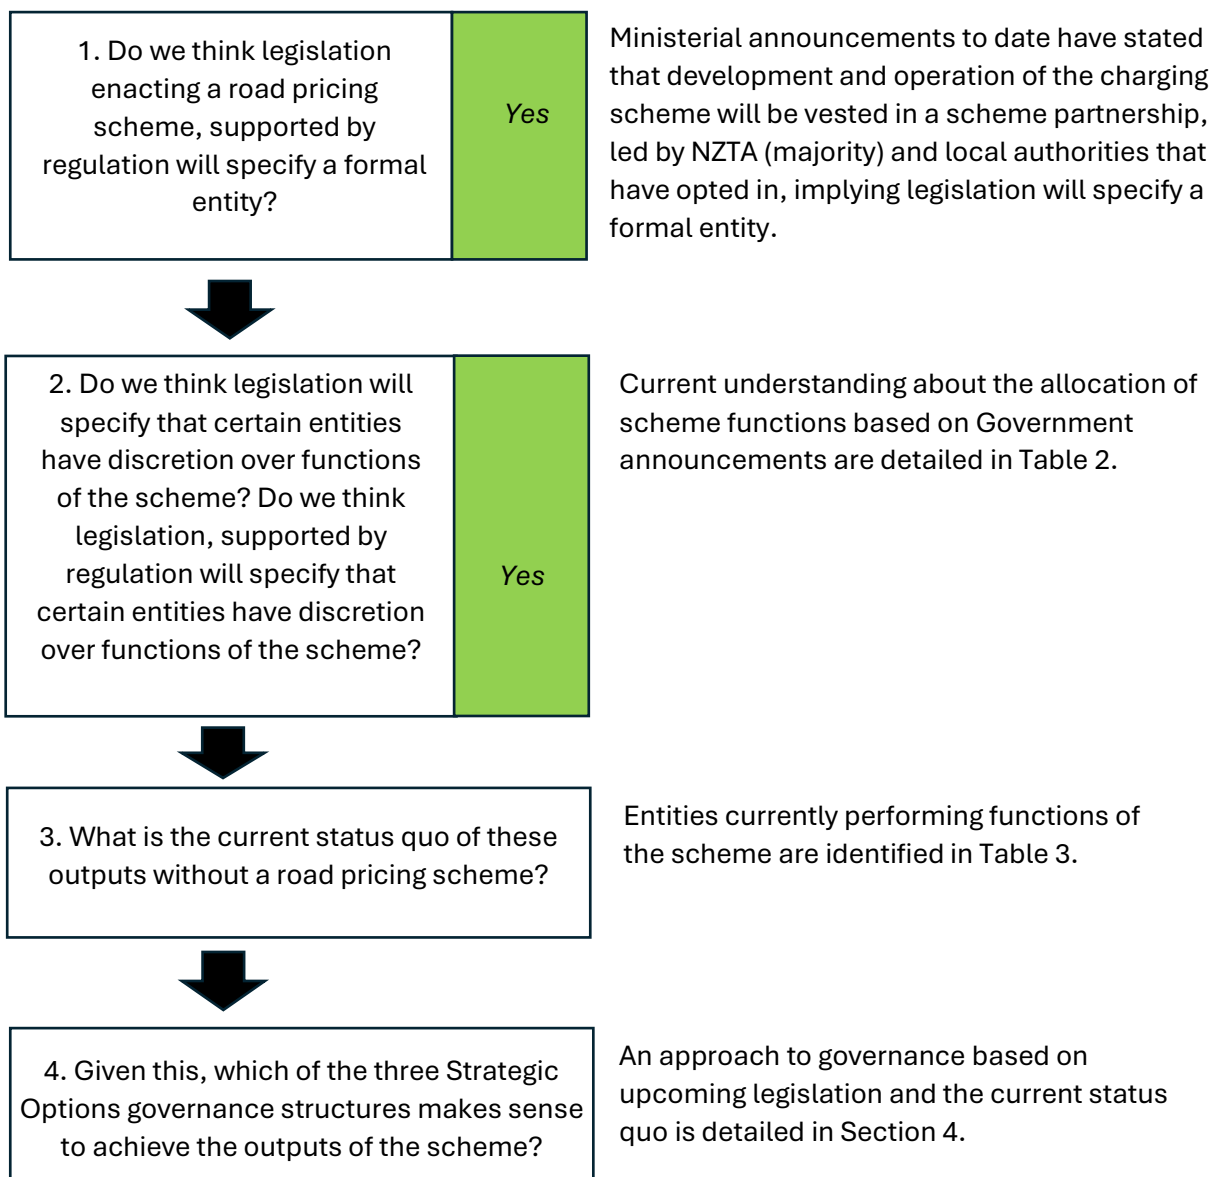 1. Do we think legislation
enacting a road pricing
scheme, supported by
regulation will specify a formal
entity?
Yes
Ministerial announcements to date have stated
that development and operation of the charging
scheme will be vested in a scheme partnership,
led by NZTA (majority) and local authorities that
have opted in, implying legislation will specify a
formal entity.
2. Do we think legislation will
specify that certain entities
have discretion over functions
of the scheme? Do we think
legislation, supported by
regulation will specify that
certain entities have discretion
over functions of the scheme?
Yes
Current understanding about the allocation of
scheme functions based on Government
announcements are detailed in Table 2.
3. What is the current status quo of these
outputs without a road pricing scheme?
Entities currently performing functions of
the scheme are identified in Table 3.
4. Given this, which of the three Strategic
Options governance structures makes sense
to achieve the outputs of the scheme?
An approach to governance based on
upcoming legislation and the current status
quo is detailed in Section 4.